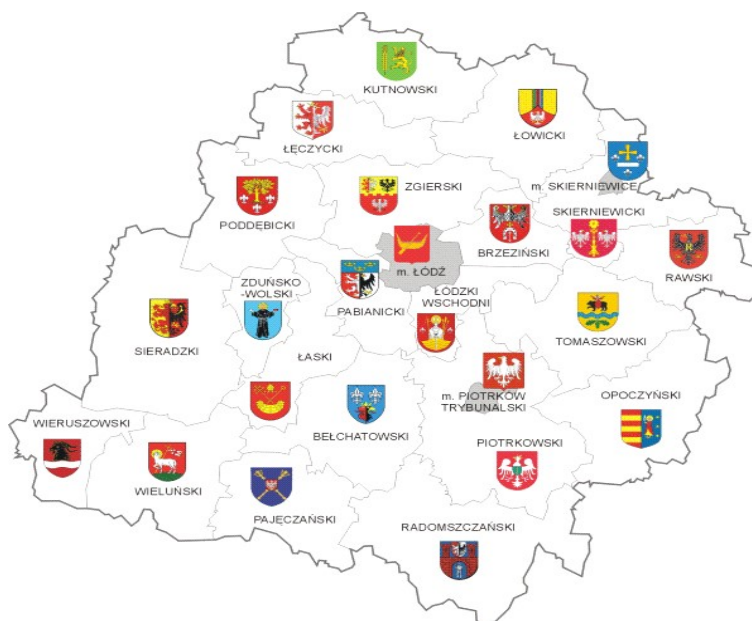 KUTNOWSKI
ŁOWICKI
ŁĘCZYCKI
m. SKIERNIEWICE
ZGIERSKI
SKIERNIEWICKI
PODDĘBICKI
BRZEZIŃSKI
RAWSKI
m. ŁÓDŹ
ZDUŃSKO
-WOLSKI
ŁÓDZKI
WSCHODNI
PABIANICKI
SIERADZKI
ŁASKI
TOMASZOWSKI
m. PIOTRKÓW
TRYBUNALSKI
OPOCZYŃSKI
WIERUSZOWSKI
BEŁCHATOWSKI
PIOTRKOWSKI
WIELUŃSKI
PAJĘCZAŃSKI
RADOMSZCZAŃSKI